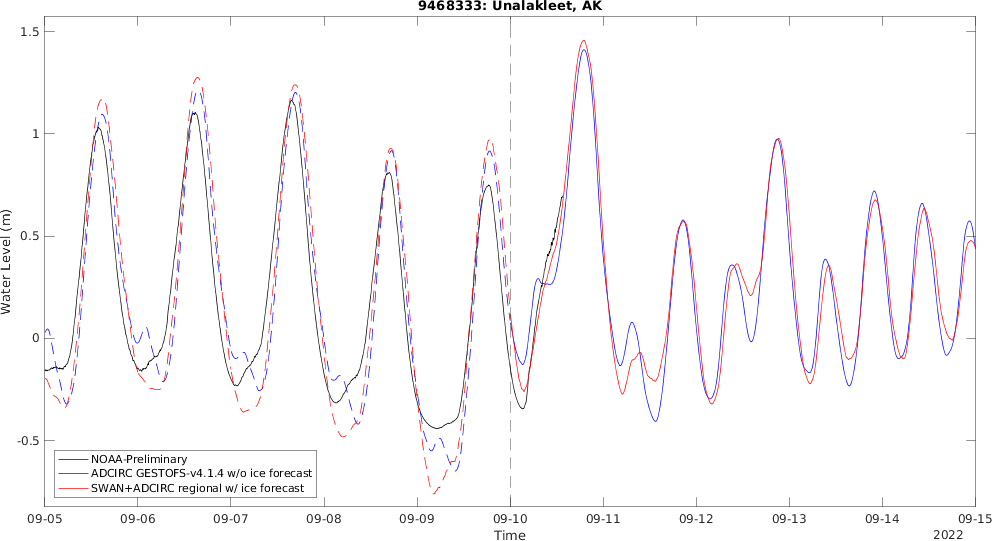 9468333: Unalakleet, AK
Water Level (m)
1.5
1
0.5
0
-0.5
NOAA-Preliminary
ADCIRC GESTOFS-v4.1.4 w/o ice forecast
SWAN+ADCIRC regional w/ ice forecast
09-05 09-06 09-07 09-08 09-09 09-10 09-11 09-12 09-13 09-14 09-15
Time
2022